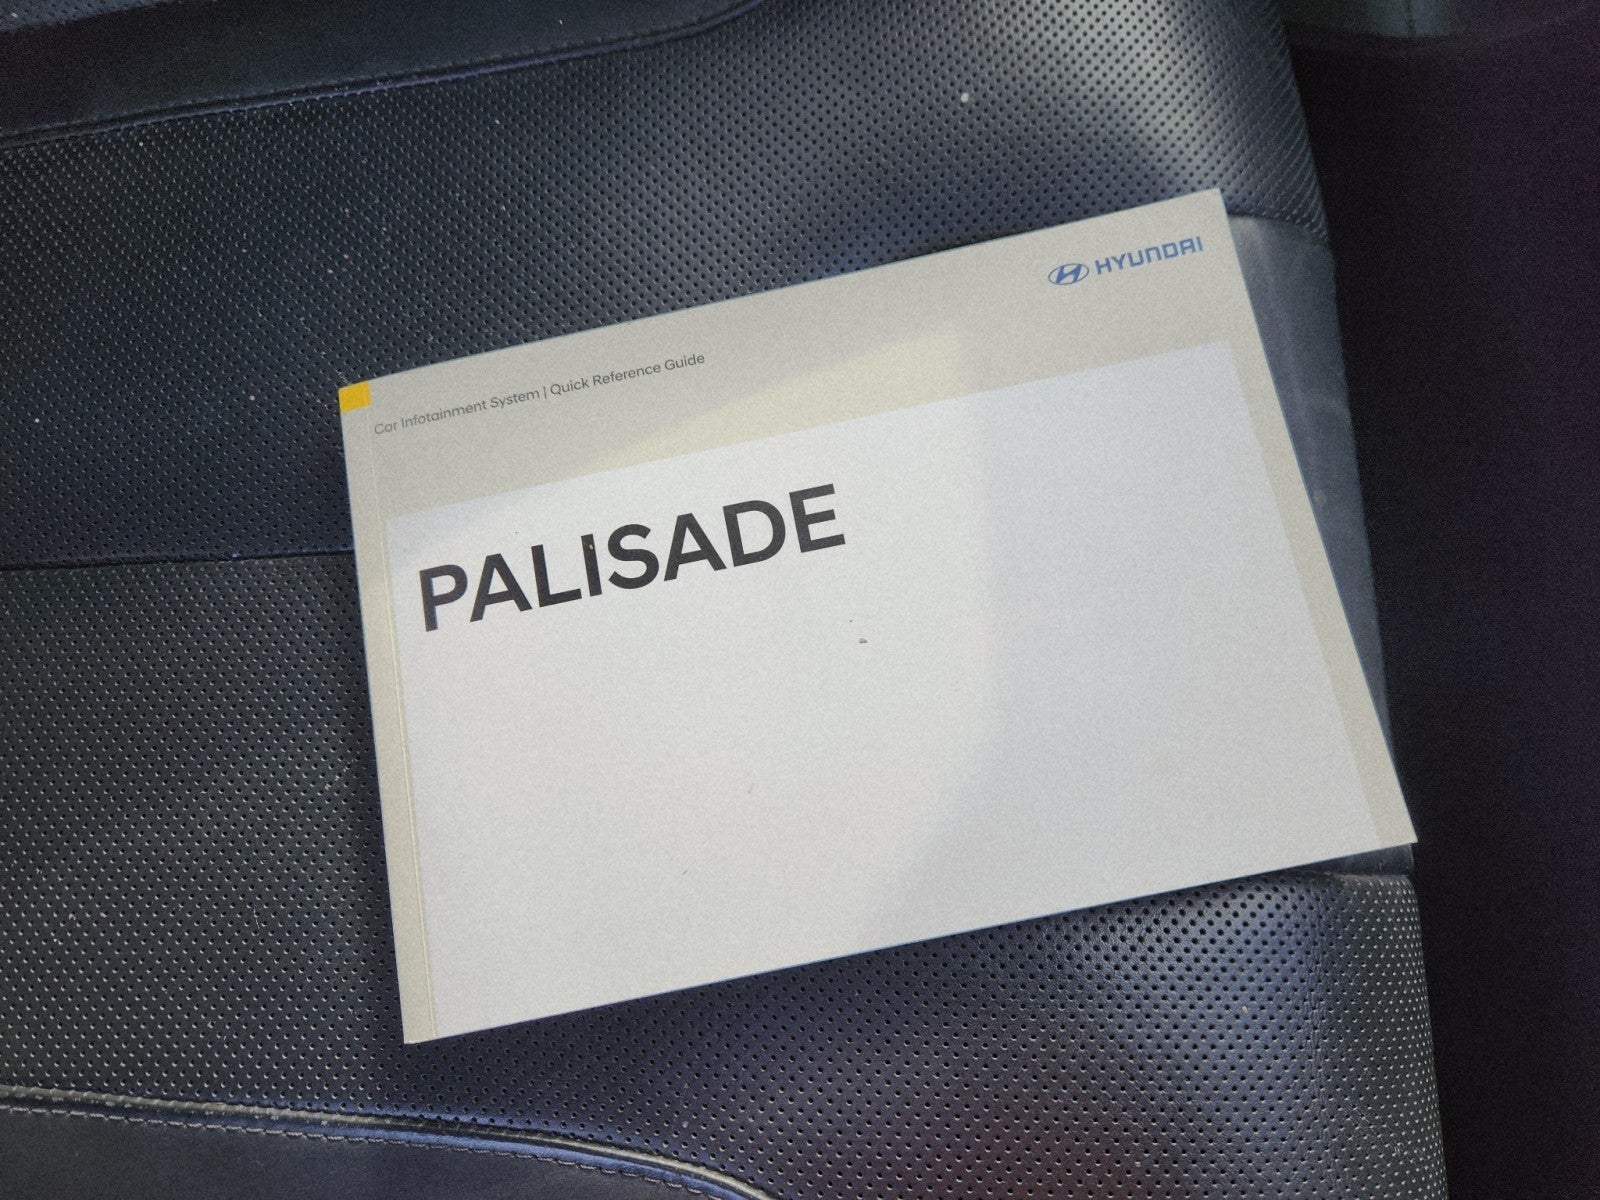 HYUNDAI
Car Infotainment System | Quick Reference Guide
PALISADE